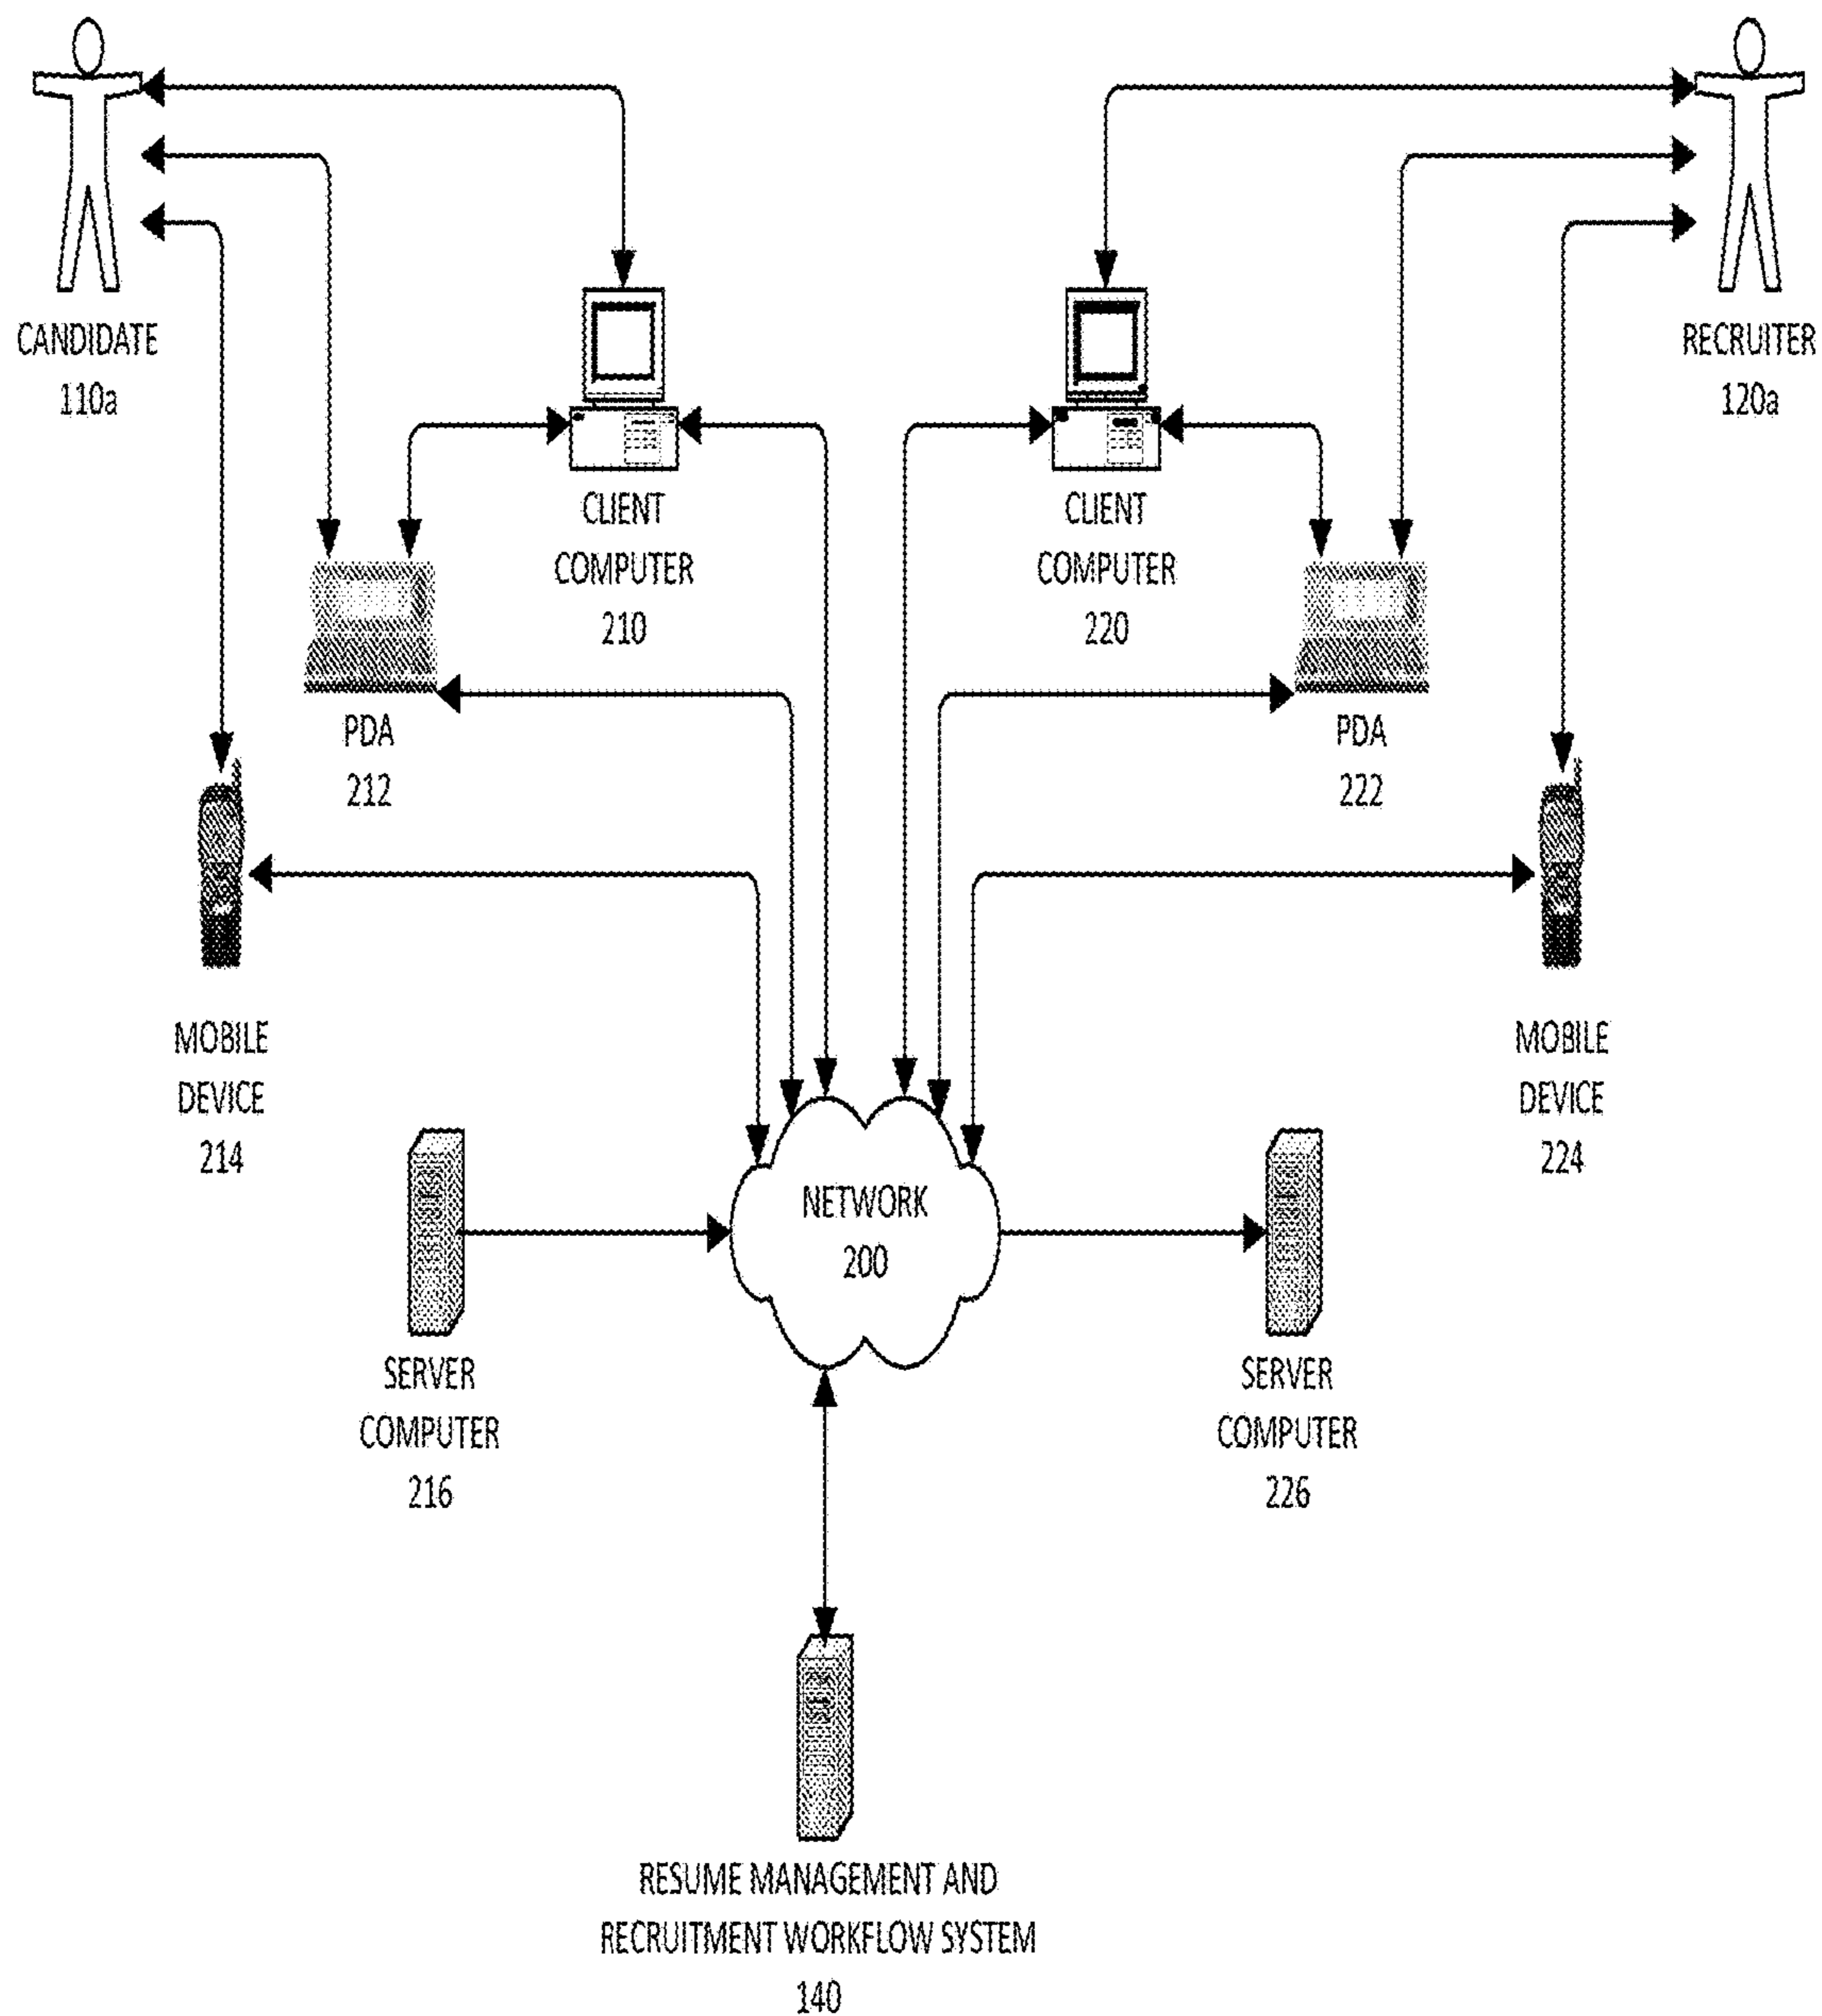 CANDIDATE
110a
RECRUITER
120a
CLIENT
COMPUTER
210
CLIENT
COMPUTER
220
PDA
212
PDA
222
MOBILE
DEVICE
214
MOBILE
DEVICE
224
NETWORK
200
SERVER
COMPUTER
216
SERVER
COMPUTER
226
RESUME MANAGEMENT AND
RECRUITMENT WORKFLOW SYSTEM
140